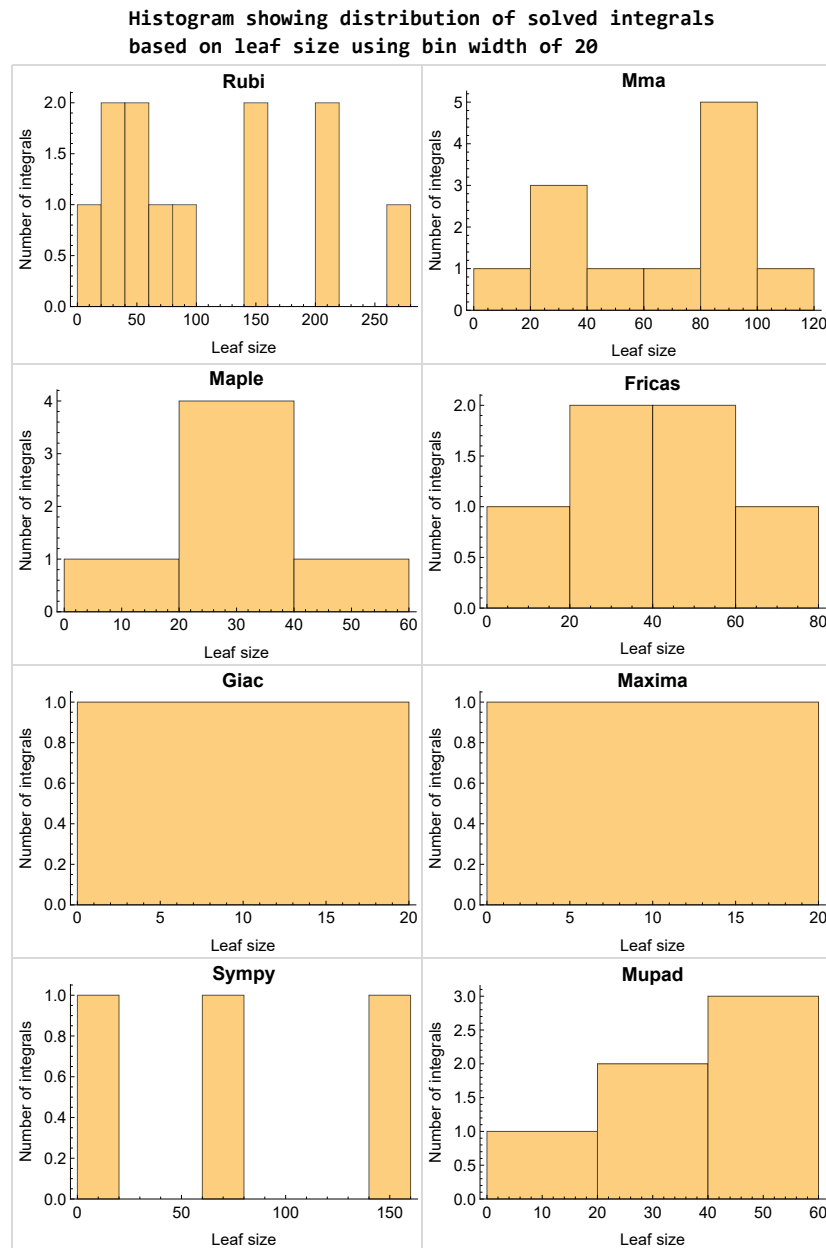 Histogram showing distribution of solved integrals
based on leaf size using bin width of 20
Rubi
Number of integrals
2.0
1.5
1.0
0.5
0.0
0 50 100 150 200 250
Leaf size
Mma
Number of integrals
5
4
3
2
1
0
0 20 40 60 80 100 120
Leaf size
Maple
Number of integrals
4
3
2
1
0
0 10 20 30 40 50 60
Leaf size
Fricas
Number of integrals
2.0
1.5
1.0
0.5
0.0
0 20 40 60 80
Leaf size
Giac
Number of integrals
1.0
0.8
0.6
0.4
0.2
0.0
0 5 10 15 20
Leaf size
Maxima
Number of integrals
1.0
0.8
0.6
0.4
0.2
0.0
0 5 10 15 20
Leaf size
Sympy
Number of integrals
1.0
0.8
0.6
0.4
0.2
0.0
0 50 100 150
Leaf size
Mupad
Number of integrals
3.0
2.5
2.0
1.5
1.0
0.5
0.0
0 10 20 30 40 50 60
Leaf size